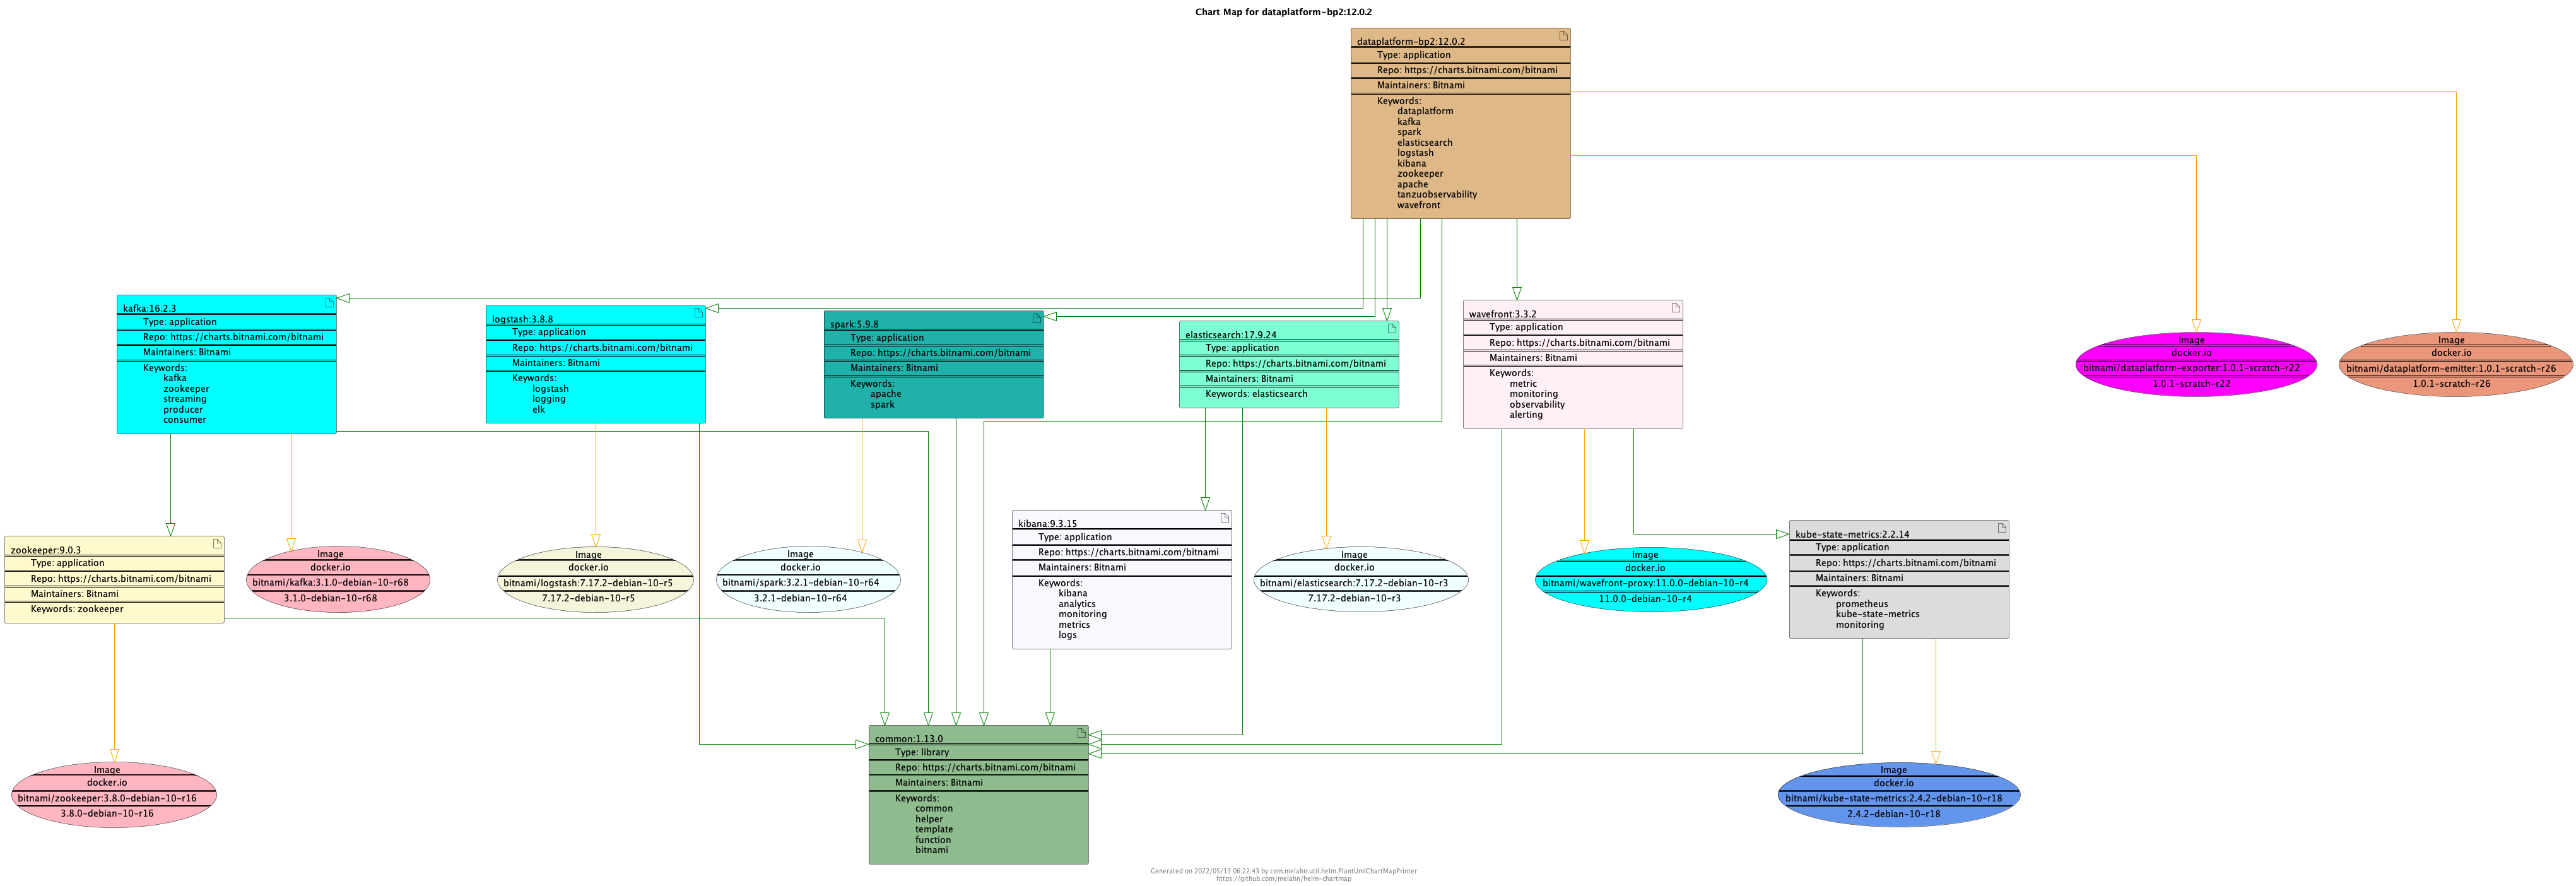 Chart Map for dataplatform-bp2:12.0.2
dataplatform-bp2:12.0.2
Type: application
Repo: https://charts.bitnami.com/bitnami
Maintainers: Bitnami
Keywords:
dataplatform
kafka
spark
elasticsearch
logstash
kibana
zookeeper
apache
tanzuobservability
wavefront
kafka:16.2.3
Type: application
Repo: https://charts.bitnami.com/bitnami
Maintainers: Bitnami
Keywords:
kafka
zookeeper
streaming
producer
consumer
logstash:3.8.8
Type: application
Repo: https://charts.bitnami.com/bitnami
Maintainers: Bitnami
Keywords:
logstash
logging
elk
spark:5.9.8
Type: application
Repo: https://charts.bitnami.com/bitnami
Maintainers: Bitnami
Keywords:
apache
spark
elasticsearch:17.9.24
Type: application
Repo: https://charts.bitnami.com/bitnami
Maintainers: Bitnami
Keywords: elasticsearch
wavefront:3.3.2
Type: application
Repo: https://charts.bitnami.com/bitnami
Maintainers: Bitnami
Keywords:
metric
monitoring
observability
alerting
Image
docker.io
bitnami/dataplatform-exporter:1.0.1-scratch-r22
1.0.1-scratch-r22
Image
docker.io
bitnami/dataplatform-emitter:1.0.1-scratch-r26
1.0.1-scratch-r26
zookeeper:9.0.3
Type: application
Repo: https://charts.bitnami.com/bitnami
Maintainers: Bitnami
Keywords: zookeeper
Image
docker.io
bitnami/kafka:3.1.0-debian-10-r68
3.1.0-debian-10-r68
Image
docker.io
bitnami/logstash:7.17.2-debian-10-r5
7.17.2-debian-10-r5
Image
docker.io
bitnami/spark:3.2.1-debian-10-r64
3.2.1-debian-10-r64
kibana:9.3.15
Type: application
Repo: https://charts.bitnami.com/bitnami
Maintainers: Bitnami
Keywords:
kibana
analytics
monitoring
metrics
logs
Image
docker.io
bitnami/elasticsearch:7.17.2-debian-10-r3
7.17.2-debian-10-r3
Image
docker.io
bitnami/wavefront-proxy:11.0.0-debian-10-r4
11.0.0-debian-10-r4
kube-state-metrics:2.2.14
Type: application
Repo: https://charts.bitnami.com/bitnami
Maintainers: Bitnami
Keywords:
prometheus
kube-state-metrics
monitoring
Image
docker.io
bitnami/zookeeper:3.8.0-debian-10-r16
3.8.0-debian-10-r16
common:1.13.0
Type: library
Repo: https://charts.bitnami.com/bitnami
Maintainers: Bitnami
Keywords:
common
helper
template
function
bitnami
Image
docker.io
bitnami/kube-state-metrics:2.4.2-debian-10-r18
2.4.2-debian-10-r18
Generated on 2022/05/13 06:22:43 by com.melahn.util.helm.PlantUmlChartMapPrinter
https://github.com/melahn/helm-chartmap